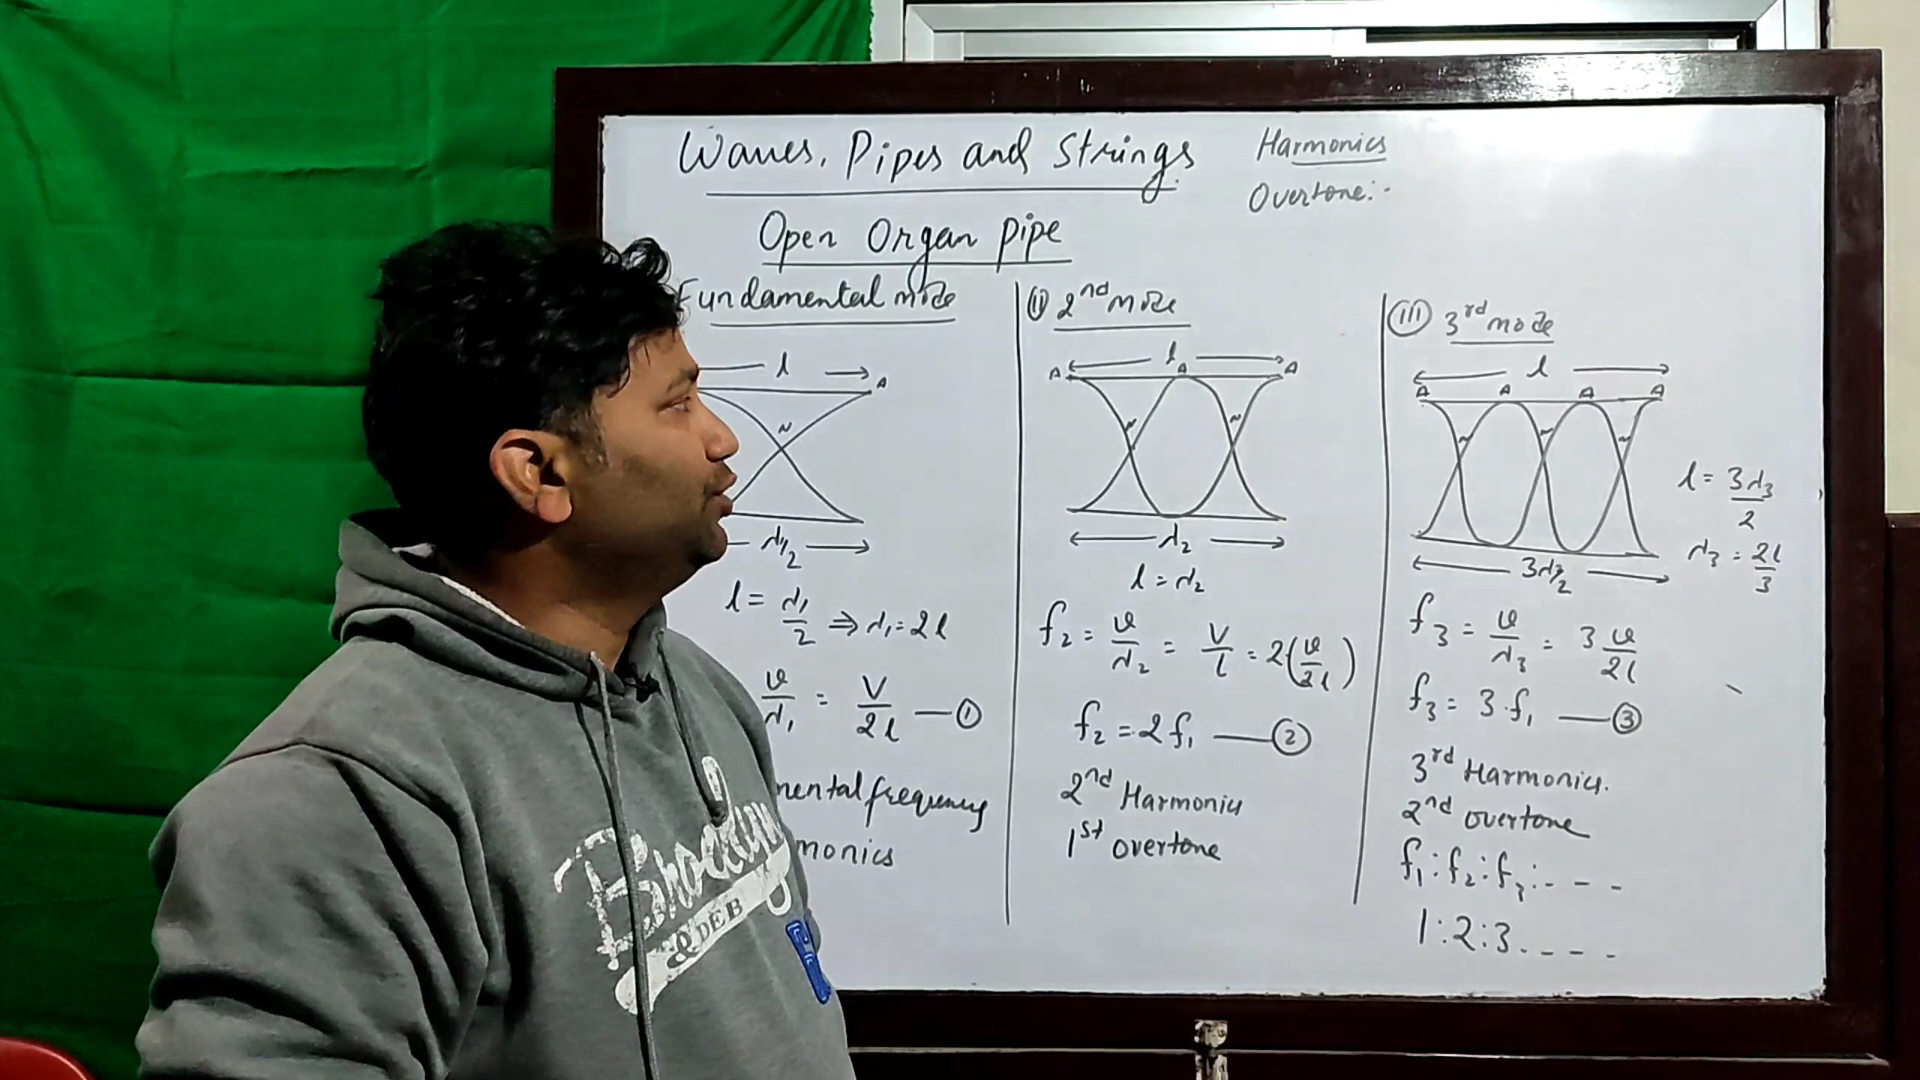 Waves, Pipes and Strings
Harmonics
Overtone:-
Open Organ Pipe
Fundamental mode
l
A
N
λ₁/2
l = λ₁/2 ⇒ λ₁ = 2l
v/λ₁ = V/2l — ①
mental frequency
monics
(II) 2nd mode
l
A A A
N N
λ₂
l = λ₂
f₂ = v/λ₂ = V/l = 2(v/2l)
f₂ = 2f₁ — ②
2nd Harmonics
1st overtone
(III) 3rd mode
l
A A A A
N N N
3λ₃/2
l = 3λ₃/2
λ₃ = 2l/3
f₃ = v/λ₃ = 3 v/2l
f₃ = 3.f₁ — ③
3rd Harmonics.
2nd overtone
f₁:f₂:f₃:- - -
1:2:3. - - -
Brooklyn
DEB